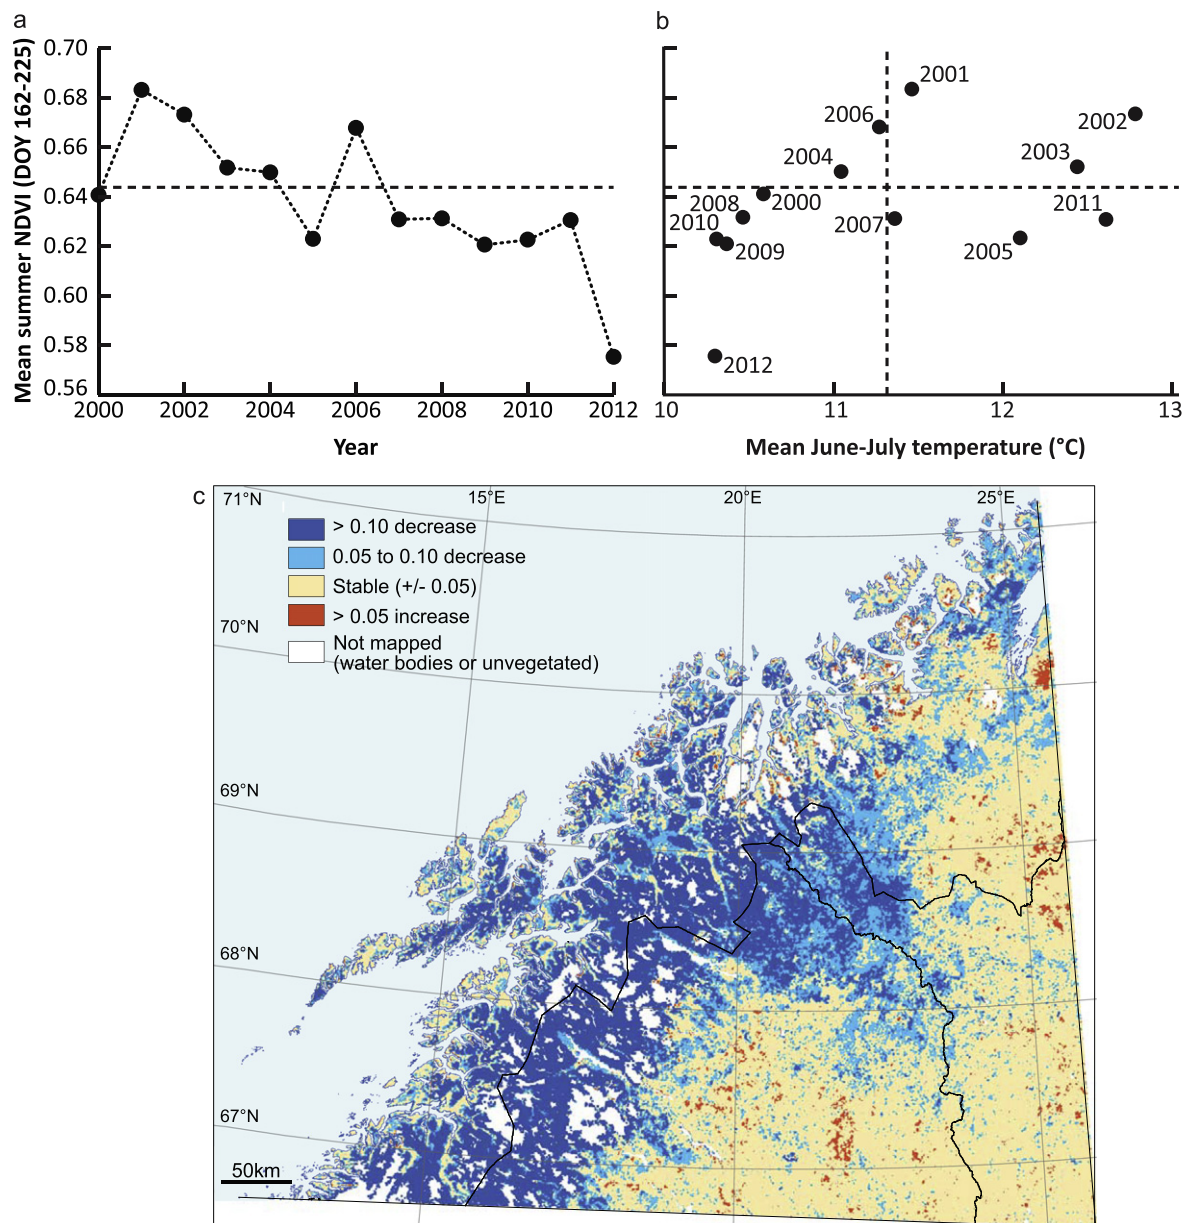 a
Mean summer NDVI (DOY 162-225)
0.70
0.68
0.66
0.64
0.62
0.60
0.58
0.56
2000
2002
2004
2006
2008
2010
2012
Year
b
2001
2006
2002
2004
2003
2008
2000
2010
2007
2011
2009
2005
2012
10
11
12
13
Mean June-July temperature (°C)
c
71°N
15°E
20°E
25°E
> 0.10 decrease
0.05 to 0.10 decrease
Stable (+/- 0.05)
> 0.05 increase
Not mapped
(water bodies or unvegetated)
70°N
69°N
68°N
67°N
50km